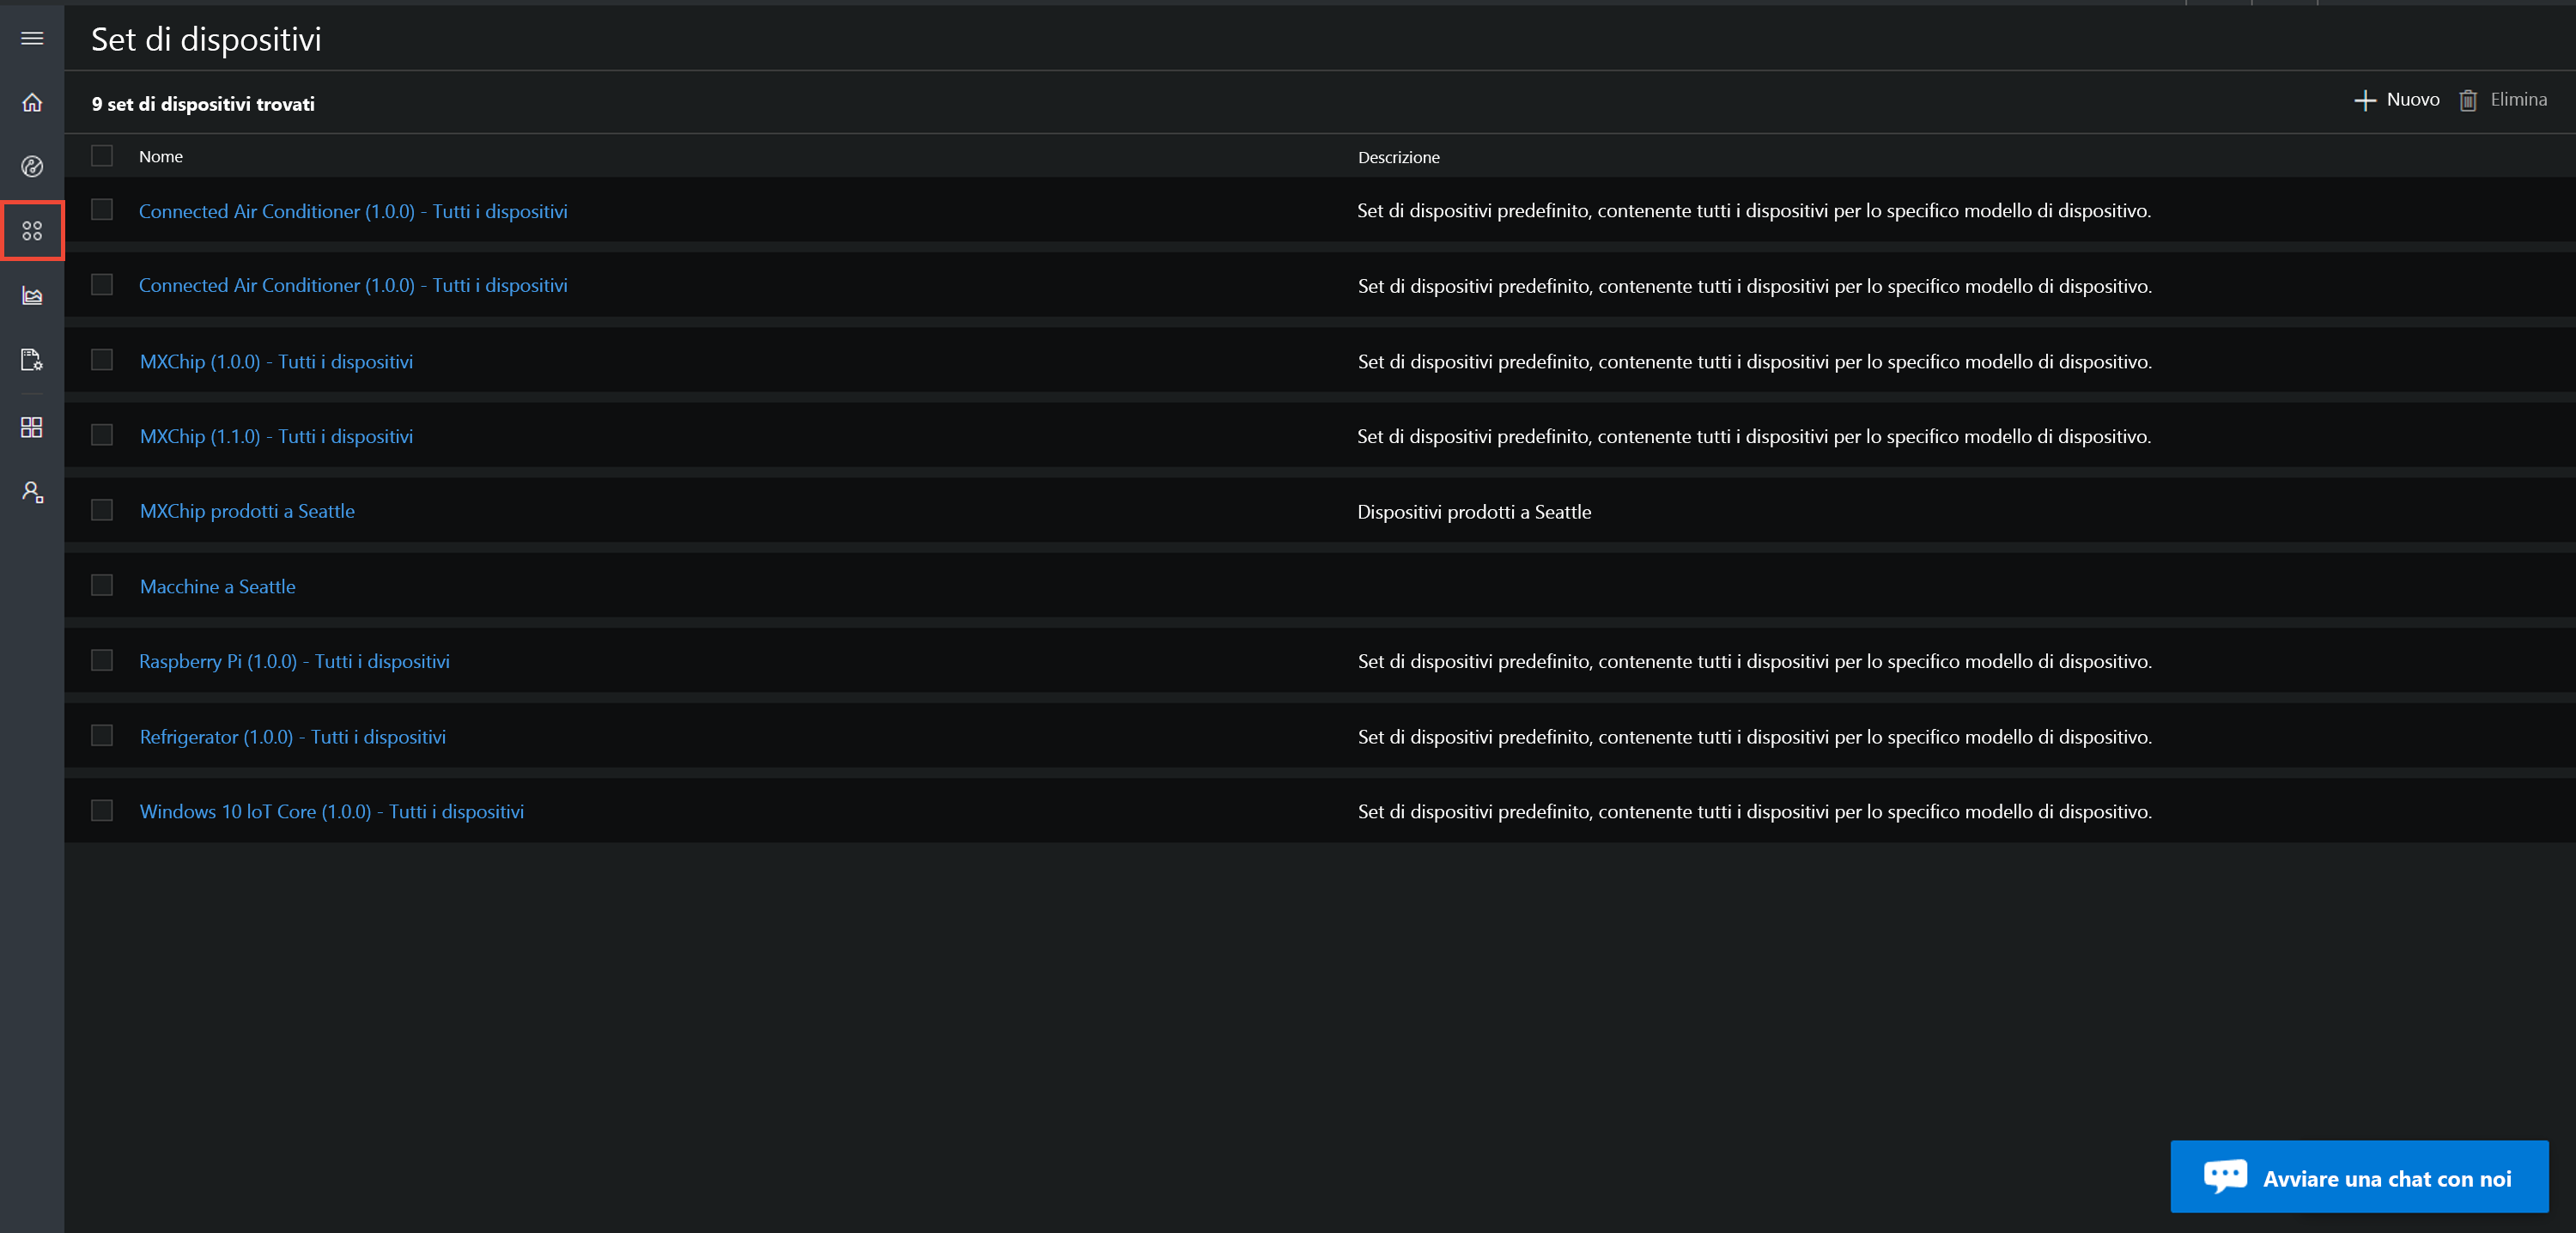 Set di dispositivi
9 set di dispositivi trovati
Nuovo
Elimina
Nome
Descrizione
Connected Air Conditioner (1.0.0) - Tutti i dispositivi
Set di dispositivi predefinito, contenente tutti i dispositivi per lo specifico modello di dispositivo.
Connected Air Conditioner (1.0.0) - Tutti i dispositivi
Set di dispositivi predefinito, contenente tutti i dispositivi per lo specifico modello di dispositivo.
MXChip (1.0.0) - Tutti i dispositivi
Set di dispositivi predefinito, contenente tutti i dispositivi per lo specifico modello di dispositivo.
MXChip (1.1.0) - Tutti i dispositivi
Set di dispositivi predefinito, contenente tutti i dispositivi per lo specifico modello di dispositivo.
MXChip prodotti a Seattle
Dispositivi prodotti a Seattle
Macchine a Seattle
Raspberry Pi (1.0.0) - Tutti i dispositivi
Set di dispositivi predefinito, contenente tutti i dispositivi per lo specifico modello di dispositivo.
Refrigerator (1.0.0) - Tutti i dispositivi
Set di dispositivi predefinito, contenente tutti i dispositivi per lo specifico modello di dispositivo.
Windows 10 loT Core (1.0.0) - Tutti i dispositivi
Set di dispositivi predefinito, contenente tutti i dispositivi per lo specifico modello di dispositivo.
Avviare una chat con noi